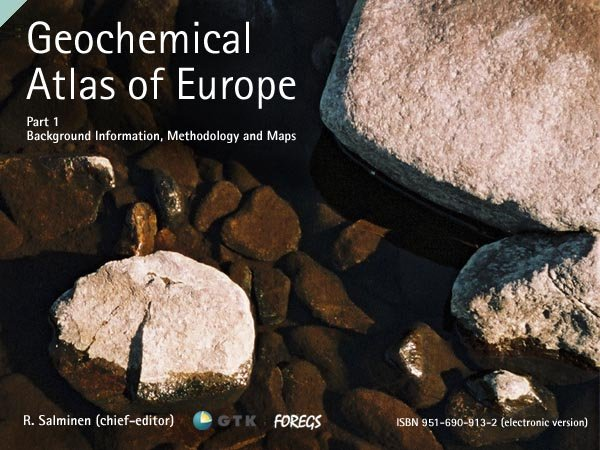 Geochemical
Atlas of Europe
Part 1
Background Information, Methodology and Maps
R. Salminen (chief-editor)
GTK
FOREGS
ISBN 951-690-913-2 (electronic version)